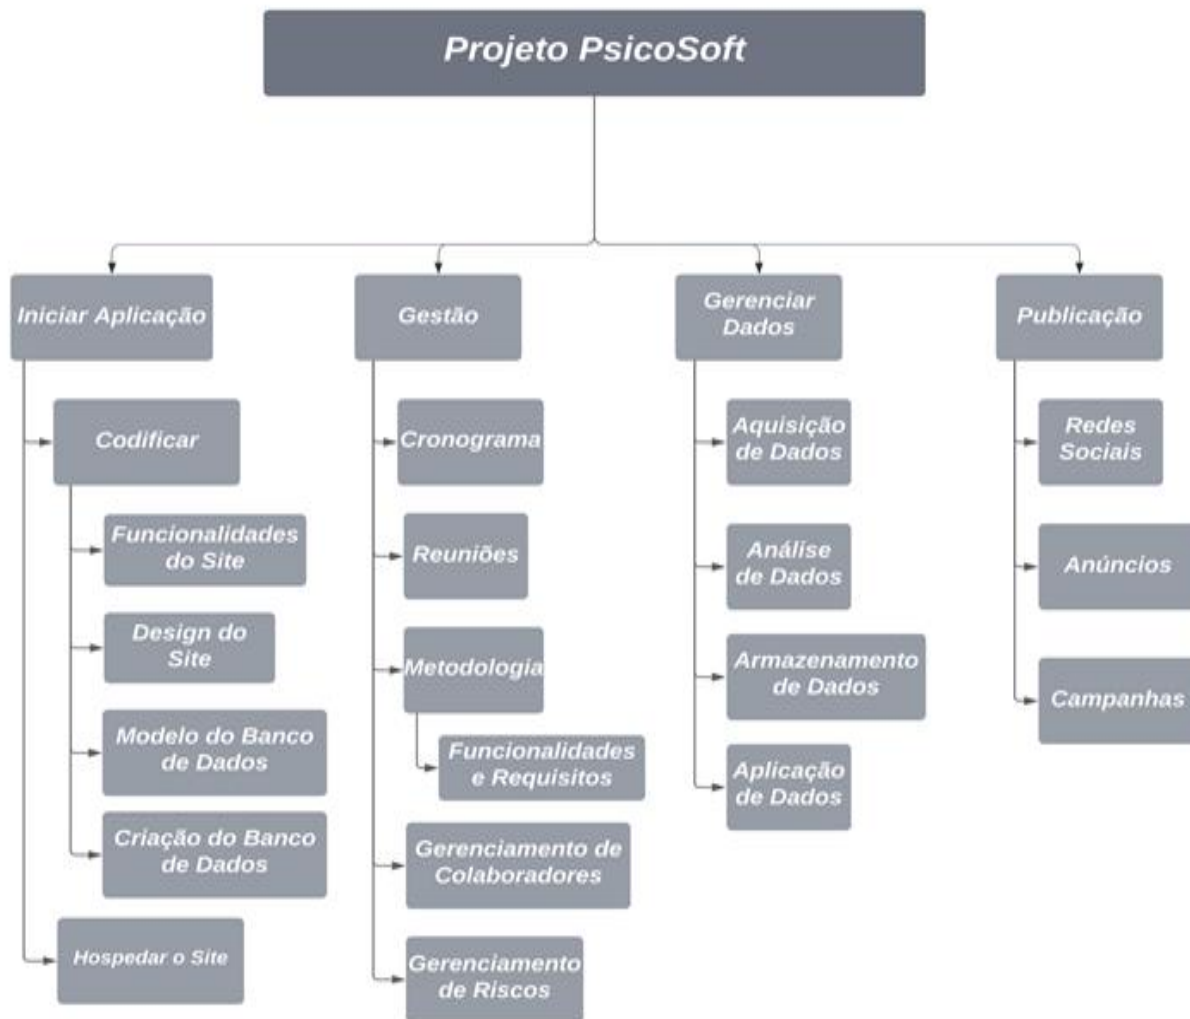 Projeto PsicoSoft
Iniciar Aplicação
Codificar
Funcionalidades
do Site
Design do
Site
Modelo do Banco
de Dados
Criação do Banco
de Dados
Hospedar o Site
Gestão
Cronograma
Reuniões
Metodologia
Funcionalidades
e Requisitos
Gerenciamento de
Colaboradores
Gerenciamento
de Riscos
Gerenciar
Dados
Aquisição
de Dados
Análise
de Dados
Armazenamento
de Dados
Aplicação
de Dados
Publicação
Redes
Sociais
Anúncios
Campanhas